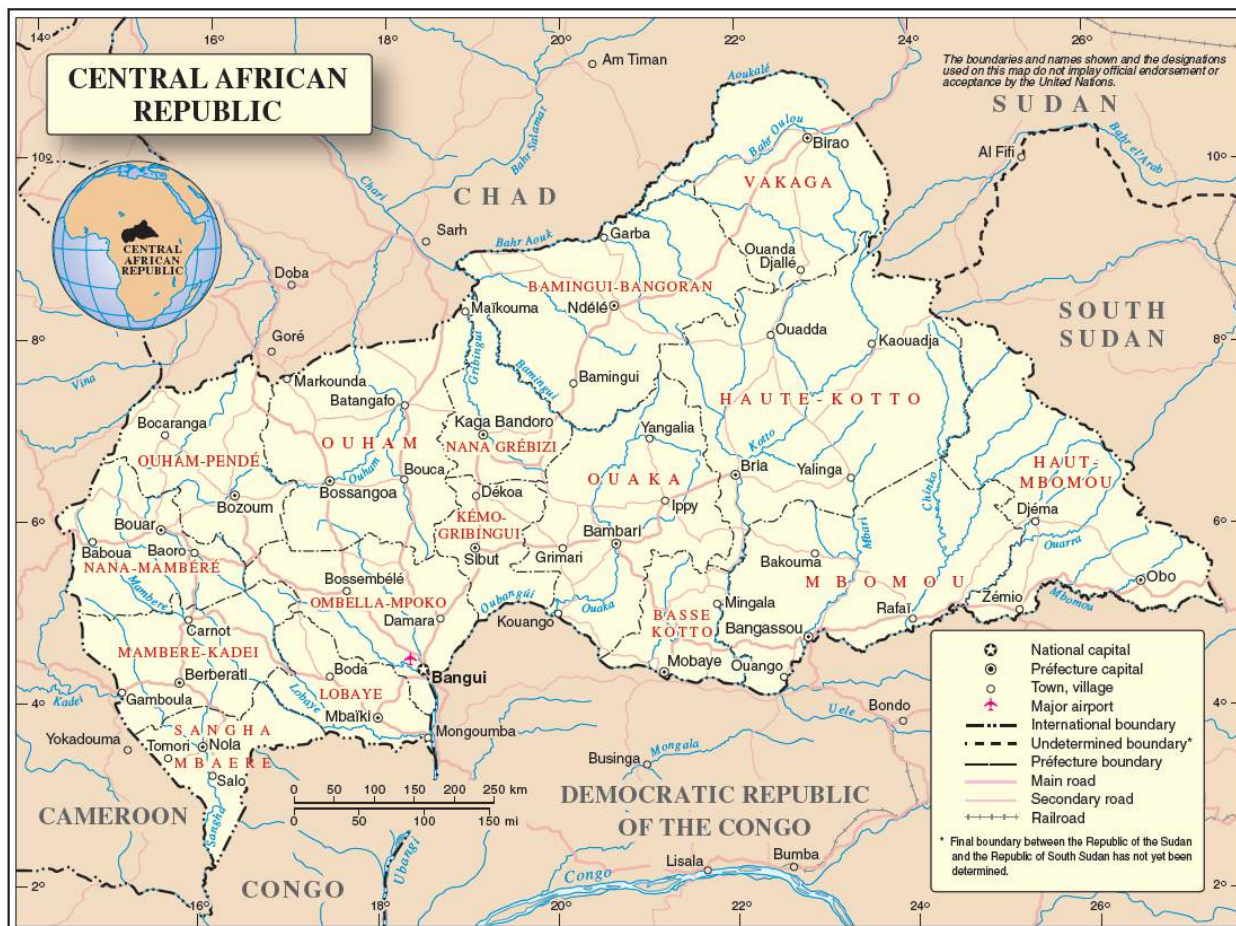 14°
16°
18°
20°
22°
24°
26°
CENTRAL AFRICAN
REPUBLIC
The boundaries and names shown and the designations
used on this map do not implay official endorsement or
acceptance by the United Nations.
Am Timan
Aoukalé
SUDAN
Bahr el'Arab
Bahr Salamat
Bahr Oulou
Birao
Al Fifi
10°
10°
Chari
CHAD
VAKAGA
CENTRAL
AFRICAN
REPUBLIC
Sarh
Bahr Aouk
Garba
Ouanda
Djallé
Doba
BAMINGUI-BANGORAN
Ndélé
Maïkouma
SOUTH
SUDAN
8°
8°
Goré
Ouadda
Kaouadja
Vina
Gribingui
Bamingui
Bamingui
Markounda
Batangafo
HAUTE-KOTTO
Bocaranga
Kaga Bandoro
Yangalia
OUHAM
NANA GRÉBIZI
Kotto
OUHAM-PENDÉ
Ouham
Bouca
OUAKA
Bria
Yalinga
HAUT-
MBOMOU
Bozoum
Bossangoa
Dékoa
Ippy
Chinko
Djéma
6°
6°
Bouar
KÉMO-
GRIBINGUI
Bambari
Mbari
Ouarra
Baboua
Baoro
Sibut
Grimari
Bakouma
NANA-MAMBÉRÉ
Bossembélé
MBOMOU
Obo
Mambere
OMBELLA-MPOKO
Oubangui
Ouaka
BASSE
KOTTO
Mingala
Zémio
Mbomou
Carnot
Damara
Kouango
Bangassou
Rafaï
MAMBERE-KADEI
Boda
Bangui
Mobaye
Ouango
Berberati
LOBAYE
Lobaye
Gamboula
Kadeï
Mbaïki
4°
4°
SANGHA
MBAERE
Mongoumba
Uele
Bondo
Yokadouma
Tomori
Nola
Salo
Businga
Mongala
Sangha
0 50 100 150 200 250 km
0 50 100 150 mi
CAMEROON
DEMOCRATIC REPUBLIC
OF THE CONGO
CONGO
Ubangi
Congo
Lisala
Bumba
2°
2°
16°
18°
20°
22°
24°
26°
National capital
Préfecture capital
Town, village
Major airport
International boundary
Undetermined boundary*
Préfecture boundary
Main road
Secondary road
Railroad
* Final boundary between the Republic of the Sudan
and the Republic of South Sudan has not yet been
determined.